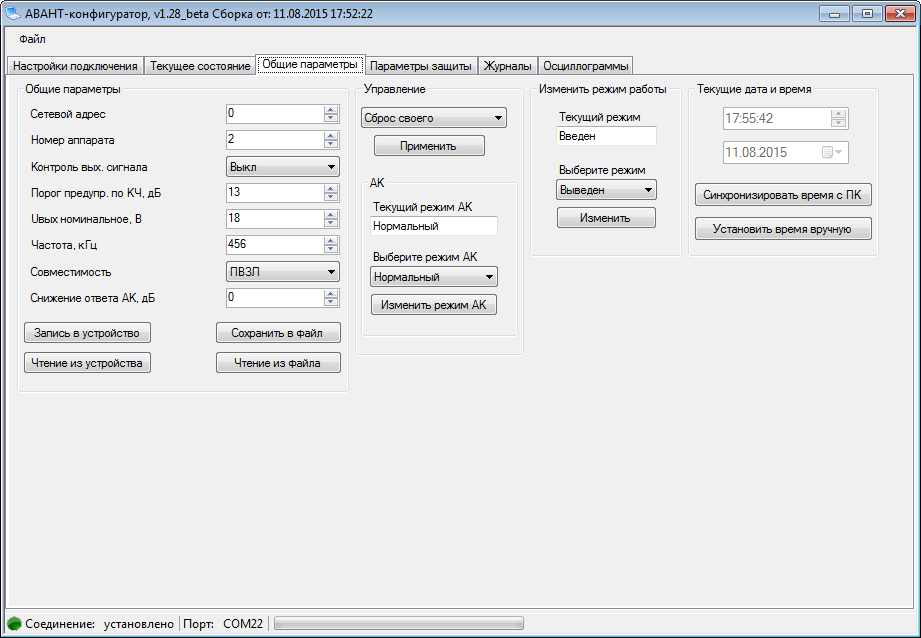 АВАНТ-конфигуратор, v1.28_beta Сборка от: 11.08.2015 17:52:22
Файл
Настройки подключения
Текущее состояние
Общие параметры
Параметры защиты
Журналы
Осциллограммы
Общие параметры
Сетевой адрес
0
Номер аппарата
2
Контроль вых. сигнала
Выкл
Порог предупр. по КЧ, дБ
13
Uвых номинальное, В
18
Частота, кГц
456
Совместимость
ПВЗП
Снижение ответа АК, дБ
0
Запись в устройство
Сохранить в файл
Чтение из устройства
Чтение из файла
Управление
Сброс своего
Применить
АК
Текущий режим АК
Нормальный
Выберите режим АК
Нормальный
Изменить режим АК
Изменить режим работы
Текущий режим
Введен
Выберите режим
Выведен
Изменить
Текущие дата и время
17:55:42
11.08.2015
Синхронизировать время с ПК
Установить время вручную
Соединение: установлено
Порт: COM22